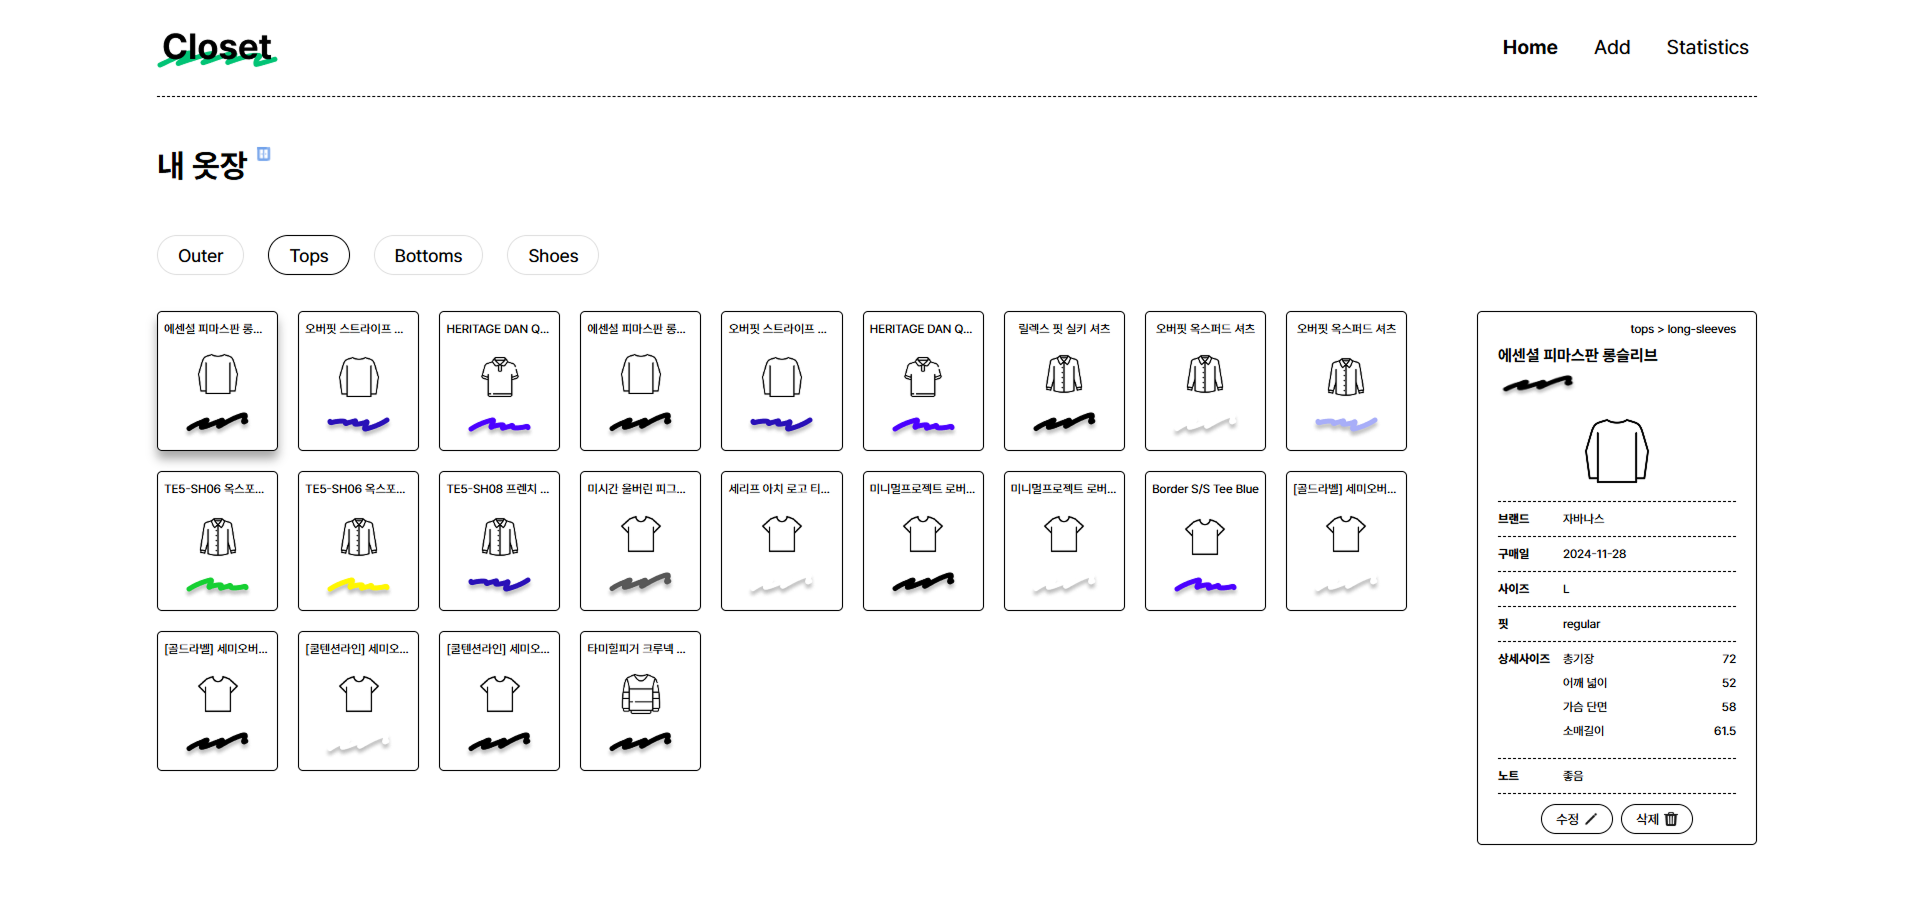 Closet
Home Add Statistics
내 옷장
Outer Tops Bottoms Shoes
에센셜 피마스판 롱... 오버핏 스트라이프 ... HERITAGE DAN Q... 에센셜 피마스판 롱... 오버핏 스트라이프 ... HERITAGE DAN Q... 릴렉스 핏 실키 셔츠 오버핏 옥스퍼드 셔츠 오버핏 옥스퍼드 셔츠
TE5-SH06 옥스포... TE5-SH06 옥스포... TE5-SH08 프렌치 ... 미시간 울버린 피그... 세리프 아치 로고 티... 미니멀프로젝트 로버... 미니멀프로젝트 로버... Border S/S Tee Blue [골드라벨] 세미오버...
[골드라벨] 세미오버... [쿨텐션라인] 세미오... [쿨텐션라인] 세미오... 타미힐피거 크루넥 ...
tops > long-sleeves
에센셜 피마스판 롱슬리브
브랜드 자바나스
구매일 2024-11-28
사이즈 L
핏 regular
상세사이즈 총기장 72
어깨 넓이 52
가슴 단면 58
소매길이 61.5
노트 좋음
수정 삭제